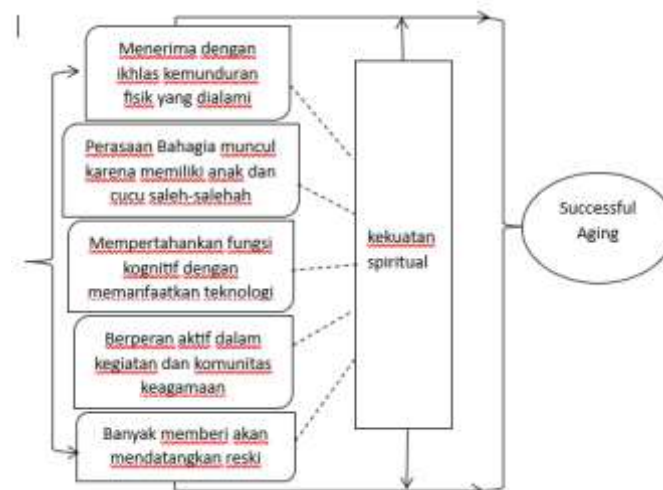 Menerima dengan
ikhlas kemunduran
fisik yang dialami
Perasaan Bahagia muncul
karena memiliki anak dan
cucu saleh-salehah
Mempertahankan fungsi
kognitif dengan
memanfaatkan teknologi
Berperan aktif dalam
kegiatan dan komunitas
keagamaan
Banyak memberi akan
mendatangkan reski
kekuatan
spiritual
Successful
Aging